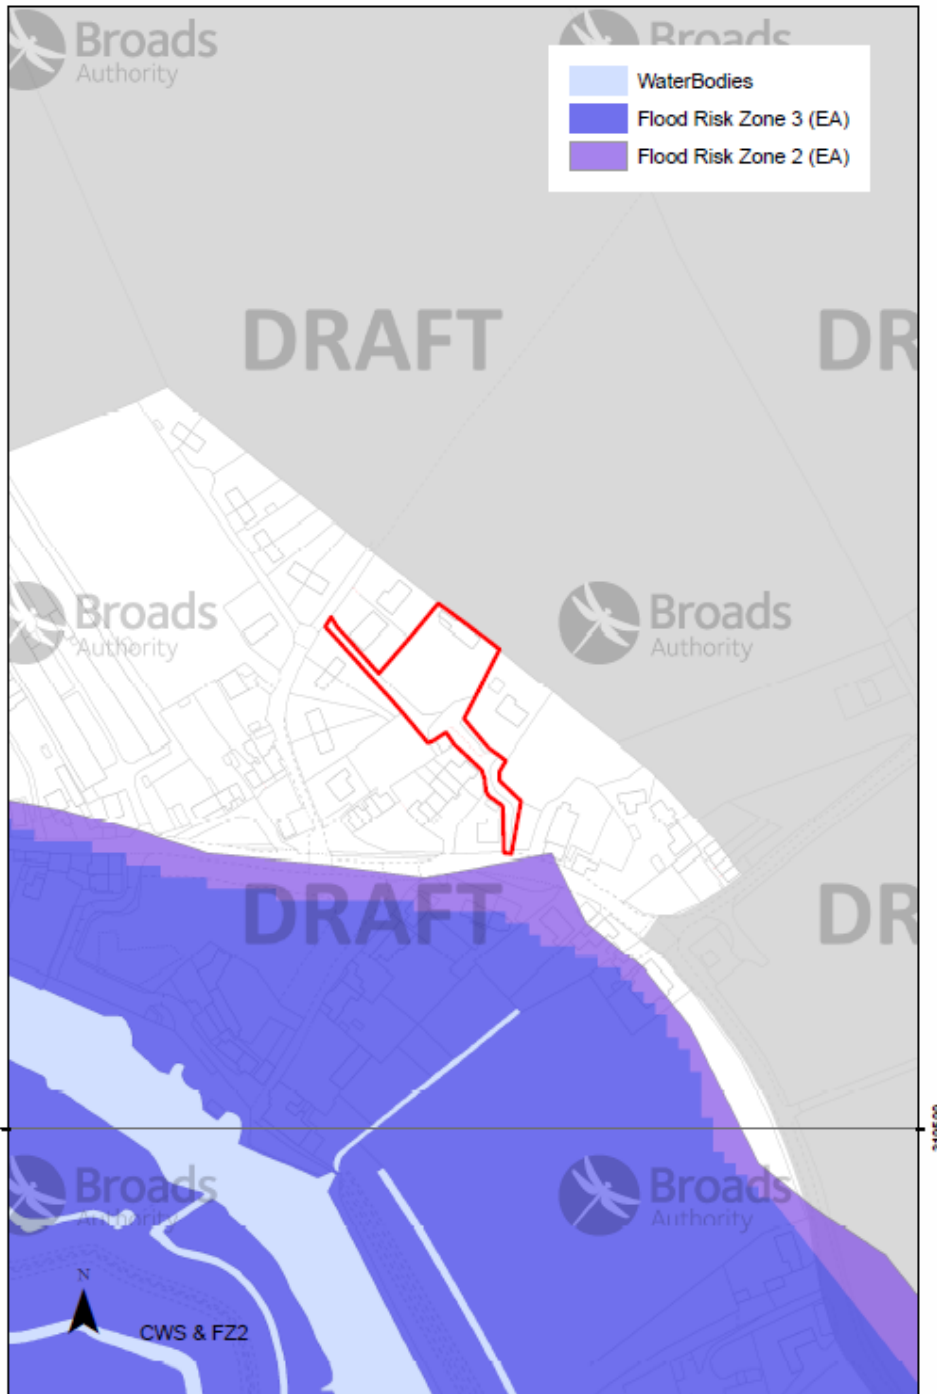 Broads
Authority
Broads
WaterBodies
Flood Risk Zone 3 (EA)
Flood Risk Zone 2 (EA)
DRAFT
DR
Broads
Authority
Broads
Authority
DRAFT
DR
Broads
Authority
Broads
Authority
N
CWS & FZ2